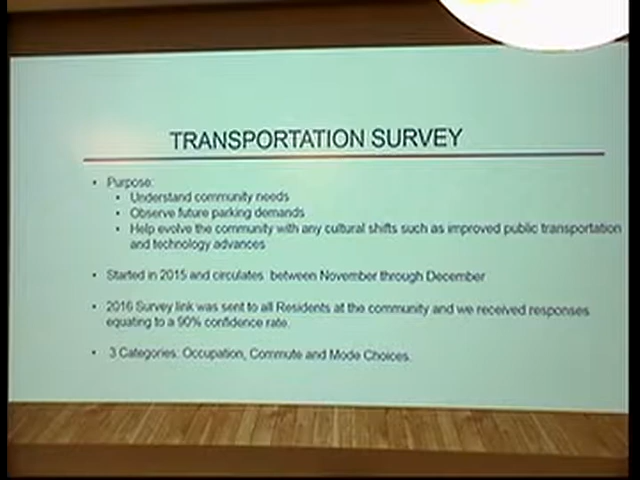 TRANSPORTATION SURVEY
• Purpose:
• Understand community needs
• Observe future parking demands
• Help evolve the community with any cultural shifts such as improved public transportation
and technology advances
• Started in 2015 and circulates between November through December
• 2016 Survey link was sent to all Residents at the community and we received responses
equating to a 90% confidence rate.
• 3 Categories: Occupation, Commute and Mode Choices.